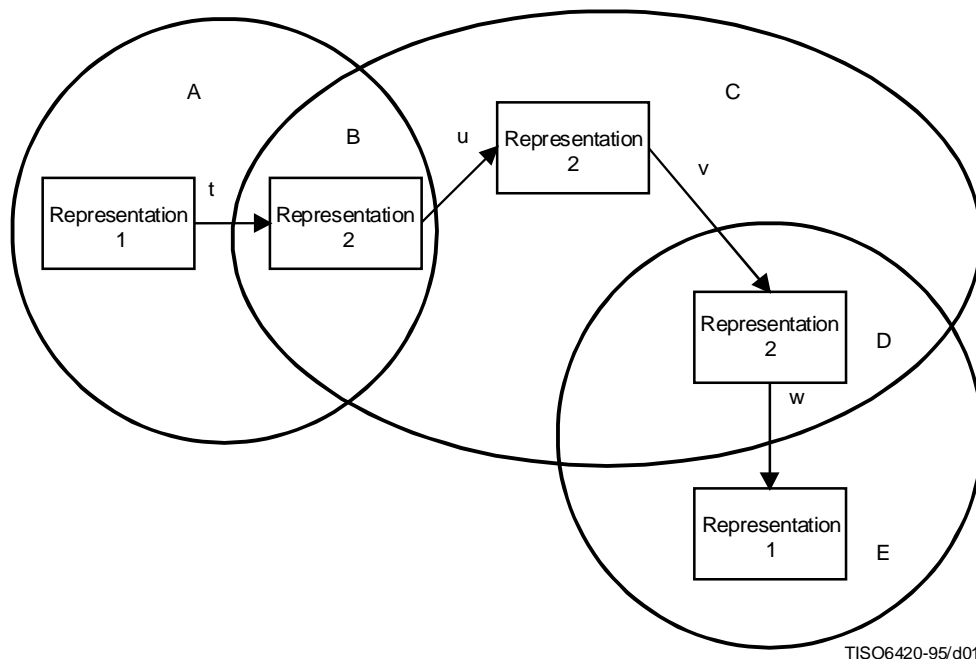 A
C
B
u
Representation
2
v
t
Representation
1
Representation
2
Representation
2
D
w
Representation
1
E
TISO6420-95/d01